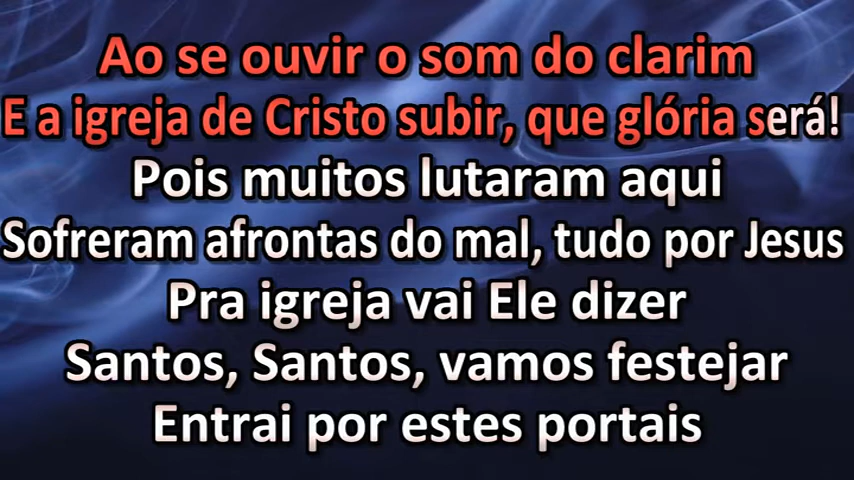 Ao se ouvir o som do clarim
E a igreja de Cristo subir, que glória será!
Pois muitos lutaram aqui
Sofreram afrontas do mal, tudo por Jesus
Pra igreja vai Ele dizer
Santos, Santos, vamos festejar
Entrai por estes portais